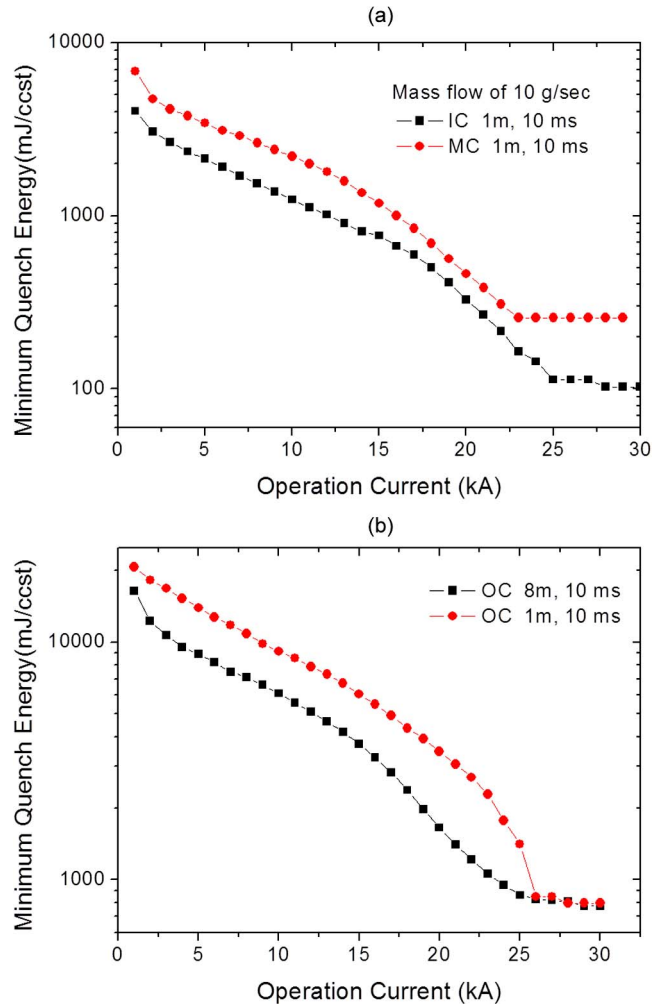 (a)
10000
1000
100
Minimum Quench Energy(mJ/ccst)
Mass flow of 10 g/sec
IC 1m, 10 ms
MC 1m, 10 ms
0 5 10 15 20 25 30
Operation Current (kA)
(b)
10000
1000
Minimum Quench Energy(mJ/ccst)
OC 8m, 10 ms
OC 1m, 10 ms
0 5 10 15 20 25 30
Operation Current (kA)